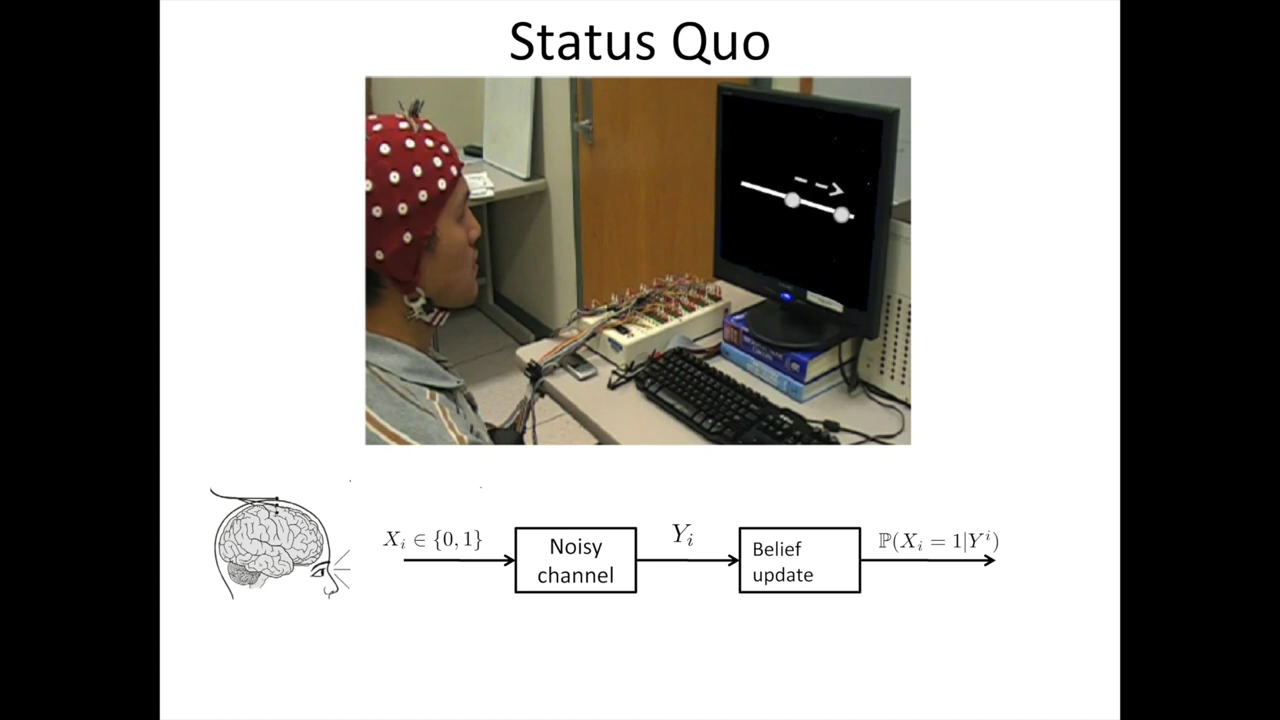 Status Quo
X_i ∈ {0, 1}
Noisy
channel
Y_i
Belief
update
ℙ(X_i = 1|Y^i)